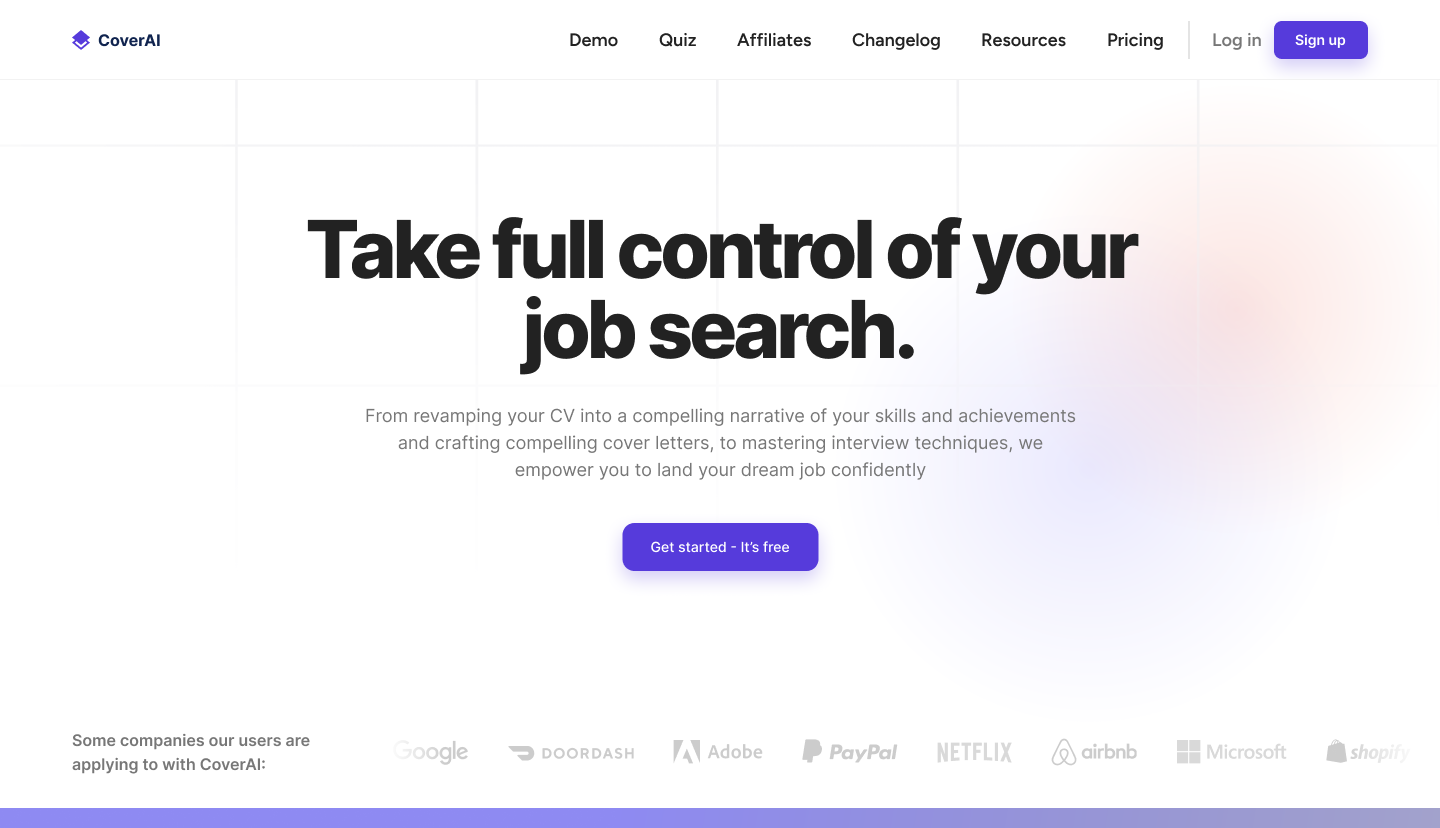 CoverAI
Demo Quiz Affiliates Changelog Resources Pricing Log in Sign up
Take full control of your
job search.
From revamping your CV into a compelling narrative of your skills and achievements
and crafting compelling cover letters, to mastering interview techniques, we
empower you to land your dream job confidently
Get started - It’s free
Some companies our users are
applying to with CoverAI:
Google DOORDASH Adobe PayPal NETFLIX airbnb Microsoft shopify